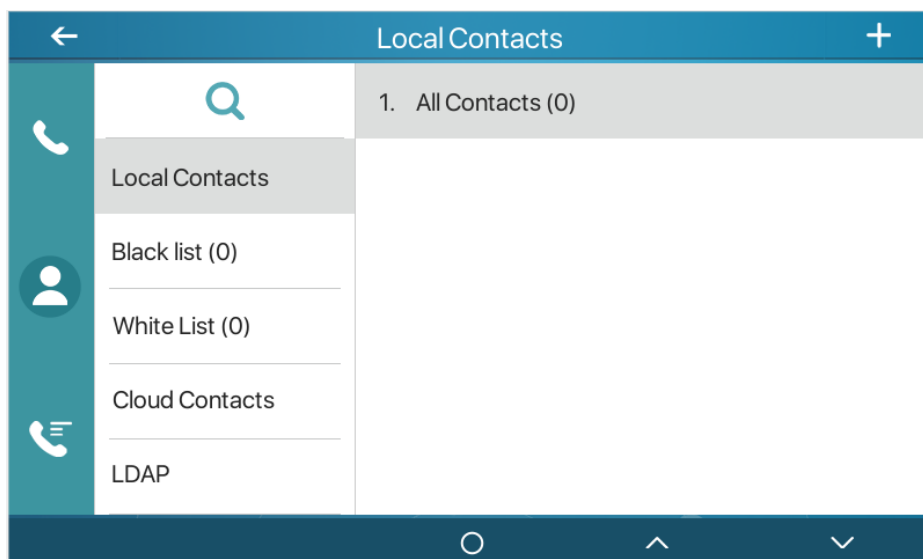 Local Contacts
1. All Contacts (0)
Local Contacts
Black list (0)
White List (0)
Cloud Contacts
LDAP